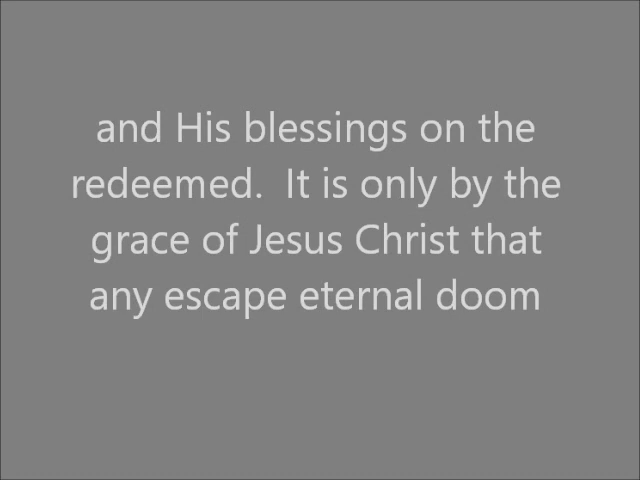 and His blessings on the
redeemed.  It is only by the
grace of Jesus Christ that
any escape eternal doom